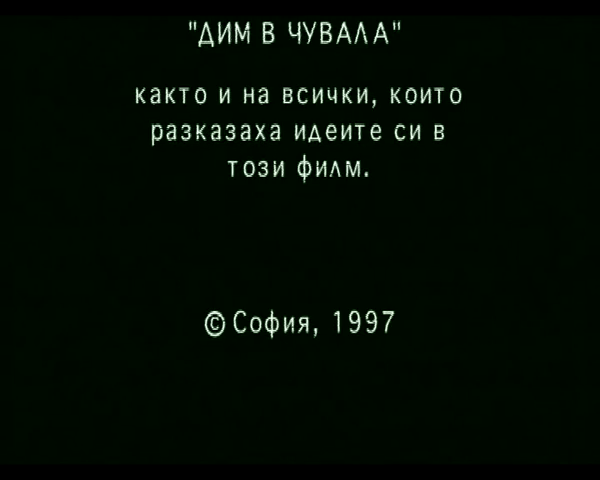 "ДИМ В ЧУВАЛА"
както и на всички, които
разказаха идеите си в
този филм.
© София, 1997